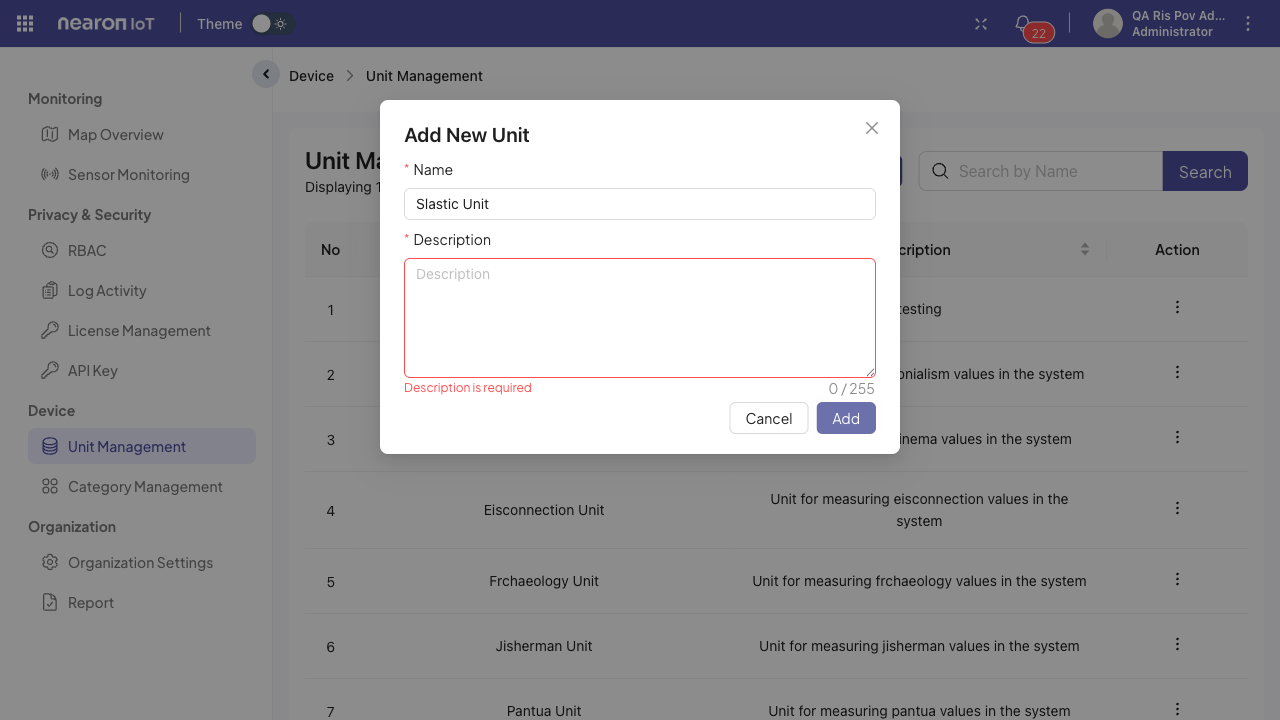 nearon IoT
Theme
22
QA Ris Pov Ad...
Administrator
Device
Unit Management
Monitoring
Map Overview
Sensor Monitoring
Privacy & Security
RBAC
Log Activity
License Management
API Key
Device
Unit Management
Category Management
Organization
Organization Settings
Report
Unit Ma
Displaying 1
Search by Name
Search
Add New Unit
* Name
Slastic Unit
* Description
Description
Description is required
0 / 255
Cancel
Add
No
cription
Action
1
testing
2
onialism values in the system
3
inema values in the system
4
Eisconnection Unit
Unit for measuring eisconnection values in the
system
5
Frchaeology Unit
Unit for measuring frchaeology values in the system
6
Jisherman Unit
Unit for measuring jisherman values in the system
7
Pantua Unit
Unit for measuring pantua values in the system